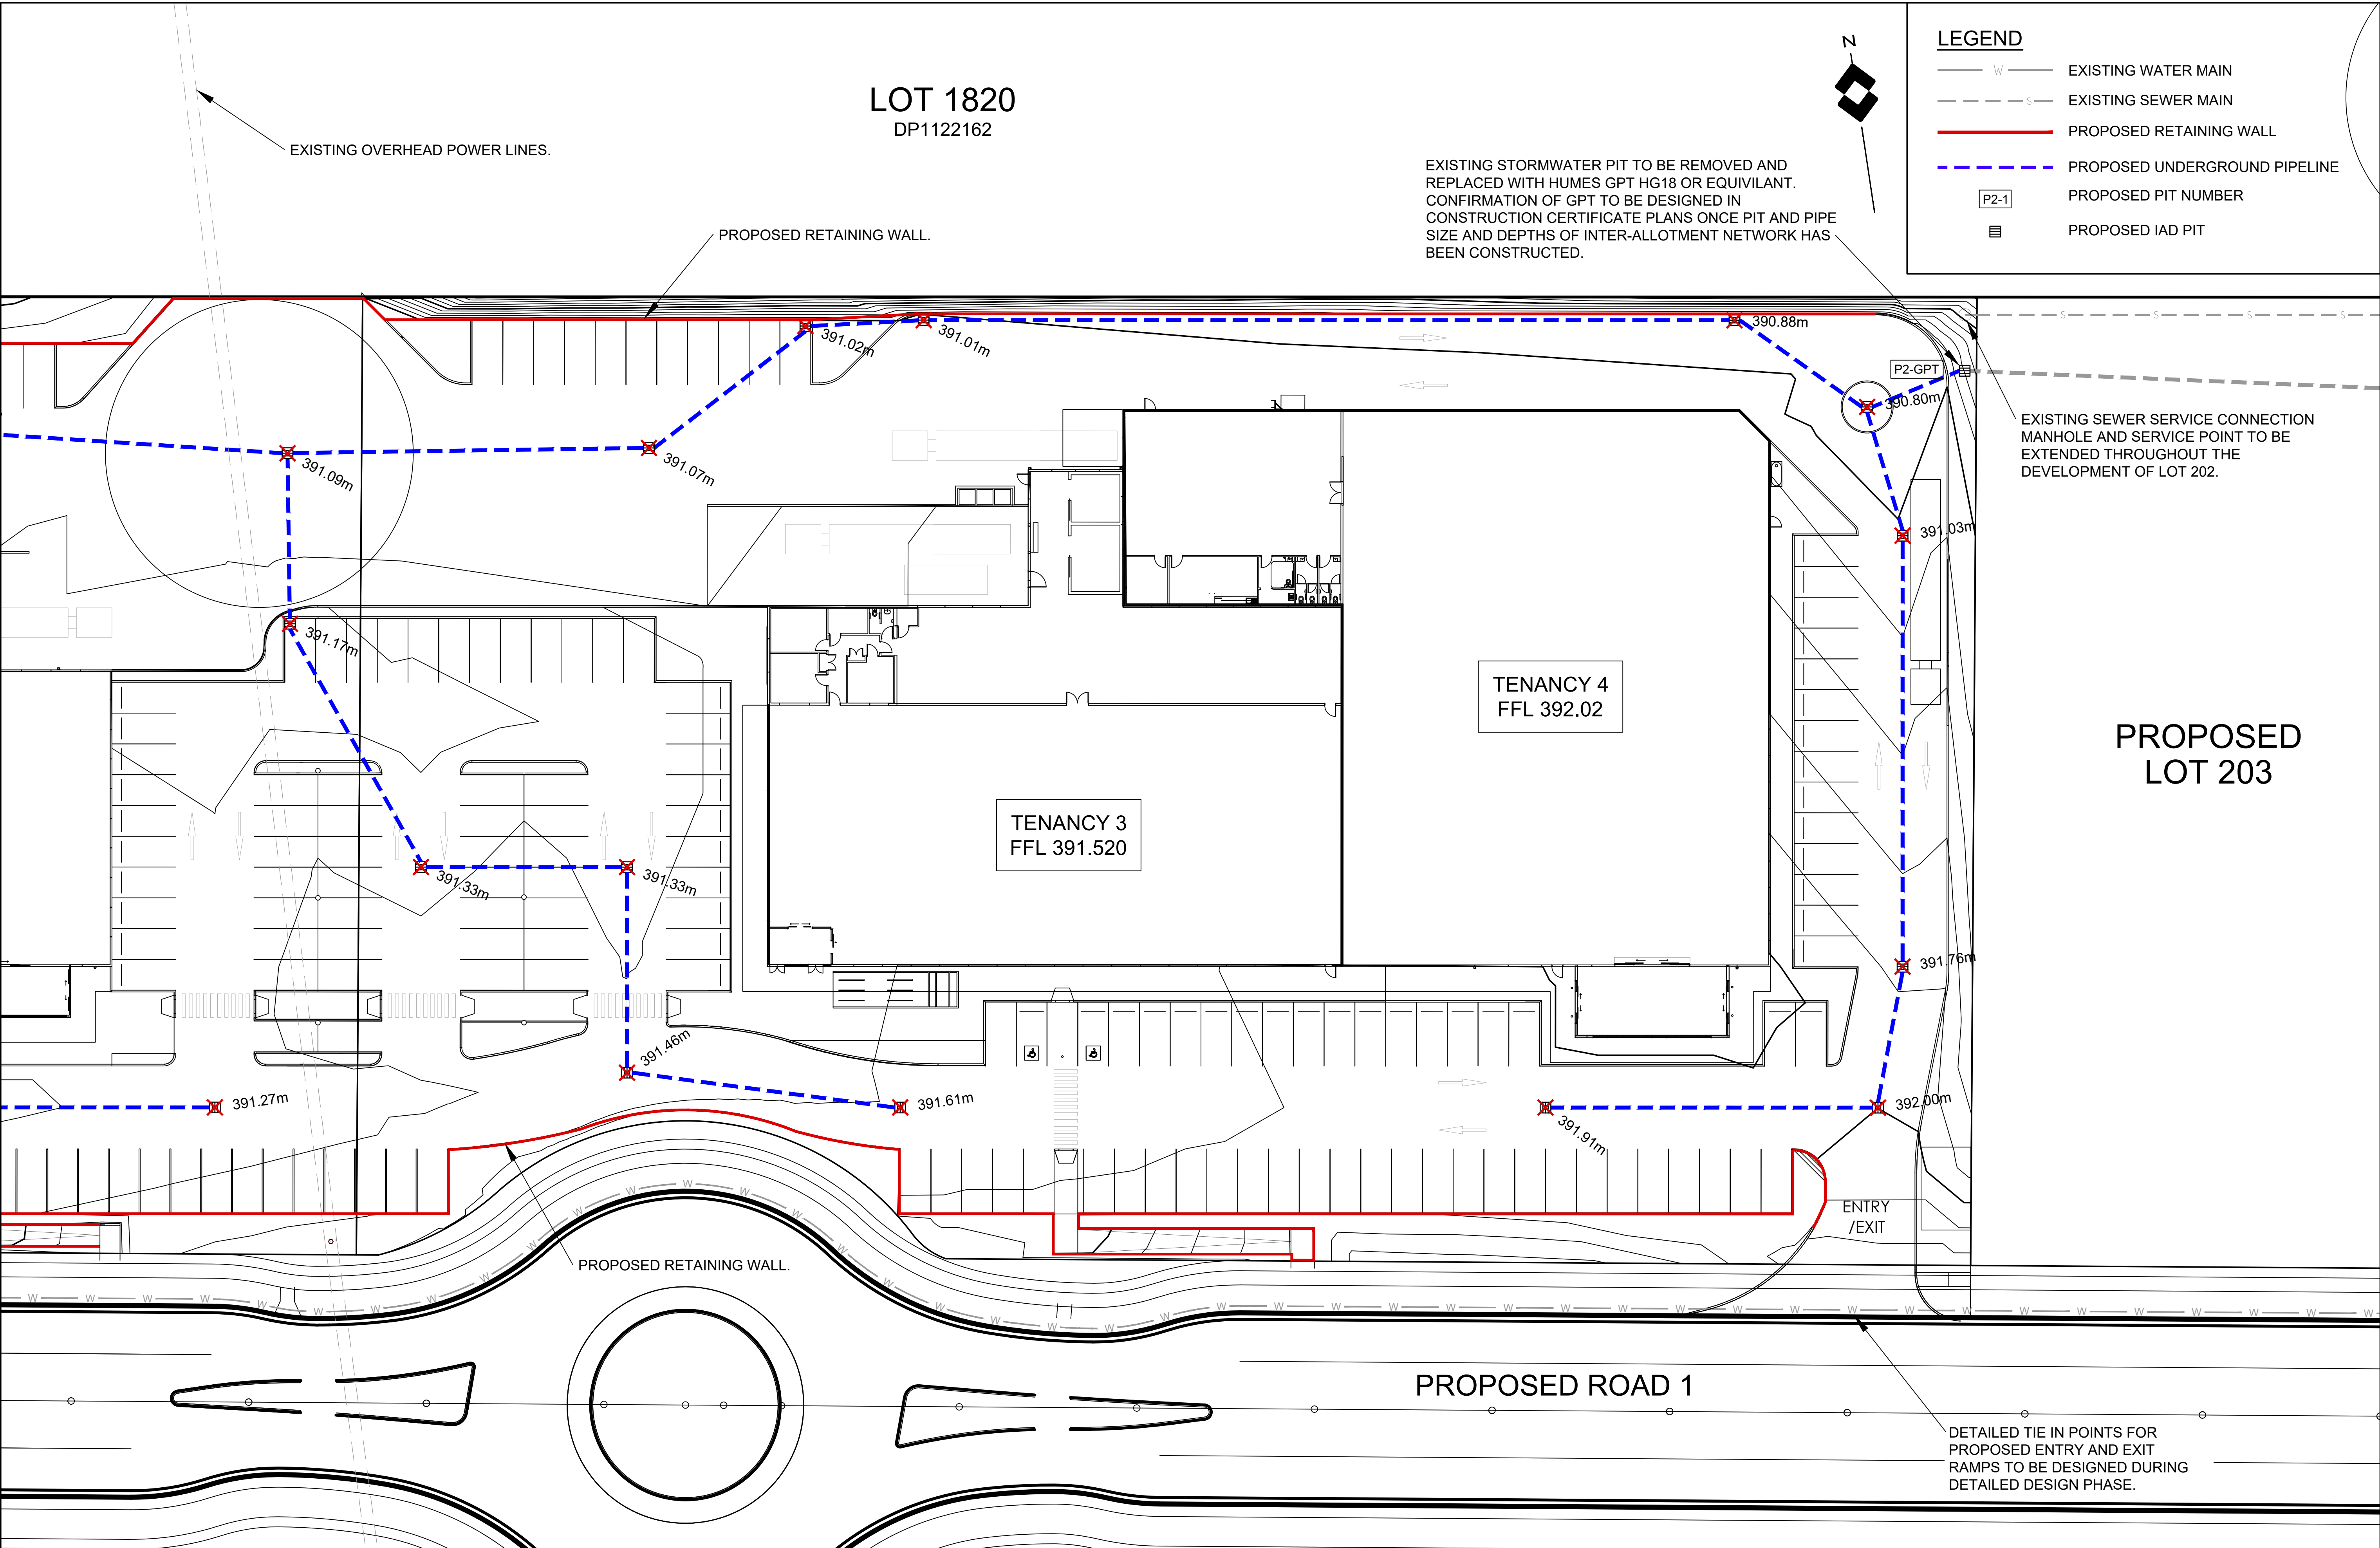 N
LEGEND
W EXISTING WATER MAIN
S EXISTING SEWER MAIN
PROPOSED RETAINING WALL
PROPOSED UNDERGROUND PIPELINE
P2-1 PROPOSED PIT NUMBER
PROPOSED IAD PIT
LOT 1820
DP1122162
EXISTING OVERHEAD POWER LINES.
PROPOSED RETAINING WALL.
EXISTING STORMWATER PIT TO BE REMOVED AND
REPLACED WITH HUMES GPT HG18 OR EQUIVILANT.
CONFIRMATION OF GPT TO BE DESIGNED IN
CONSTRUCTION CERTIFICATE PLANS ONCE PIT AND PIPE
SIZE AND DEPTHS OF INTER-ALLOTMENT NETWORK HAS
BEEN CONSTRUCTED.
S S S S
391.02m
391.01m
390.88m
P2-GPT
390.80m
EXISTING SEWER SERVICE CONNECTION
MANHOLE AND SERVICE POINT TO BE
EXTENDED THROUGHOUT THE
DEVELOPMENT OF LOT 202.
391.09m
391.07m
391.03m
391.17m
TENANCY 4
FFL 392.02
PROPOSED
LOT 203
TENANCY 3
FFL 391.520
391.33m
391.33m
391.76m
391.46m
391.27m
391.61m
391.91m
392.00m
ENTRY
/EXIT
PROPOSED RETAINING WALL.
W W W W W W W W W W W W W W W W W W W W W W W W W W W W W W W W W W W W W W W W W
PROPOSED ROAD 1
DETAILED TIE IN POINTS FOR
PROPOSED ENTRY AND EXIT
RAMPS TO BE DESIGNED DURING
DETAILED DESIGN PHASE.